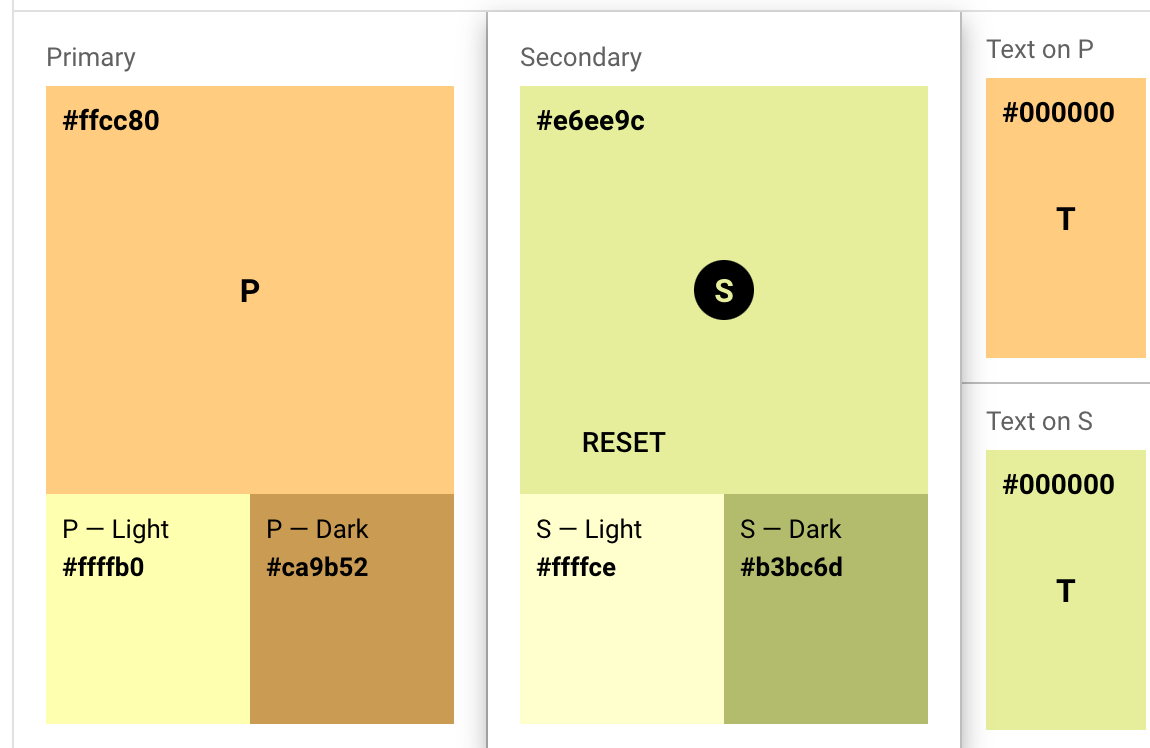 Primary
#ffcc80
P
P — Light
#ffffb0
P — Dark
#ca9b52
Secondary
#e6ee9c
S
RESET
S — Light
#ffffce
S — Dark
#b3bc6d
Text on P
#000000
T
Text on S
#000000
T